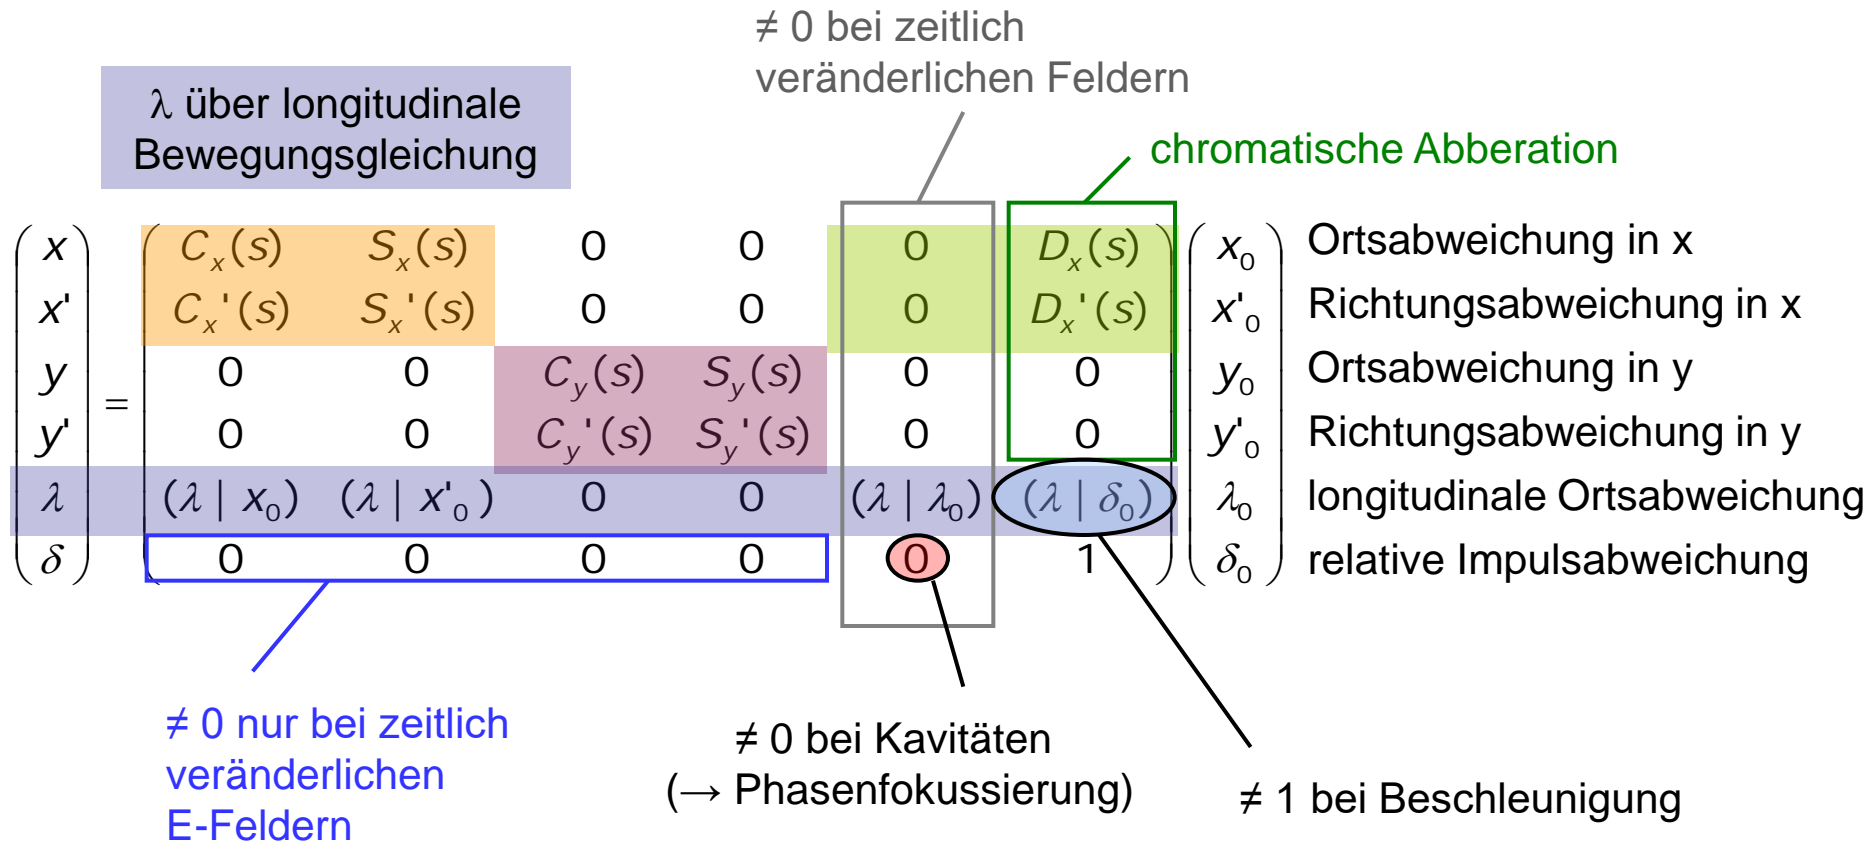 ≠ 0 bei zeitlich
veränderlichen Feldern
λ über longitudinale
Bewegungsgleichung
chromatische Abberation
x C_x(s) S_x(s) 0 0 0 D_x(s) x_0 Ortsabweichung in x
x' C_x'(s) S_x'(s) 0 0 0 D_x'(s) x'_0 Richtungsabweichung in x
y 0 0 C_y(s) S_y(s) 0 0 y_0 Ortsabweichung in y
=
y' 0 0 C_y'(s) S_y'(s) 0 0 y'_0 Richtungsabweichung in y
λ (λ | x_0) (λ | x'_0) 0 0 (λ | λ_0) (λ | δ_0) λ_0 longitudinale Ortsabweichung
δ 0 0 0 0 0 1 δ_0 relative Impulsabweichung
≠ 0 nur bei zeitlich
veränderlichen
E-Feldern
≠ 0 bei Kavitäten
(→ Phasenfokussierung)
≠ 1 bei Beschleunigung